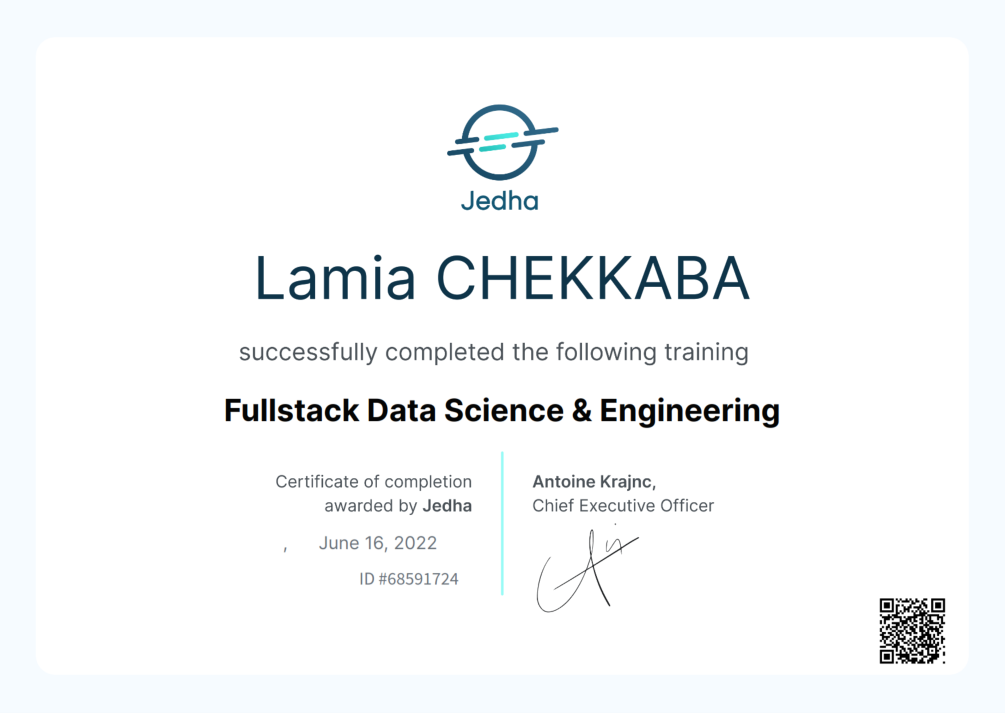 Jedha
Lamia CHEKKABA
successfully completed the following training
Fullstack Data Science & Engineering
Certificate of completion
awarded by Jedha
, June 16, 2022
ID #68591724
Antoine Krajnc,
Chief Executive Officer